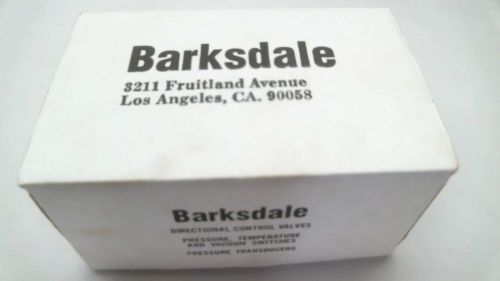 Barksdale
3211 Fruitland Avenue
Los Angeles, CA. 90058
Barksdale
DIRECTIONAL CONTROL VALVES
PRESSURE, TEMPERATURE
AND VACUUM SWITCHES
PRESSURE TRANSDUCERS